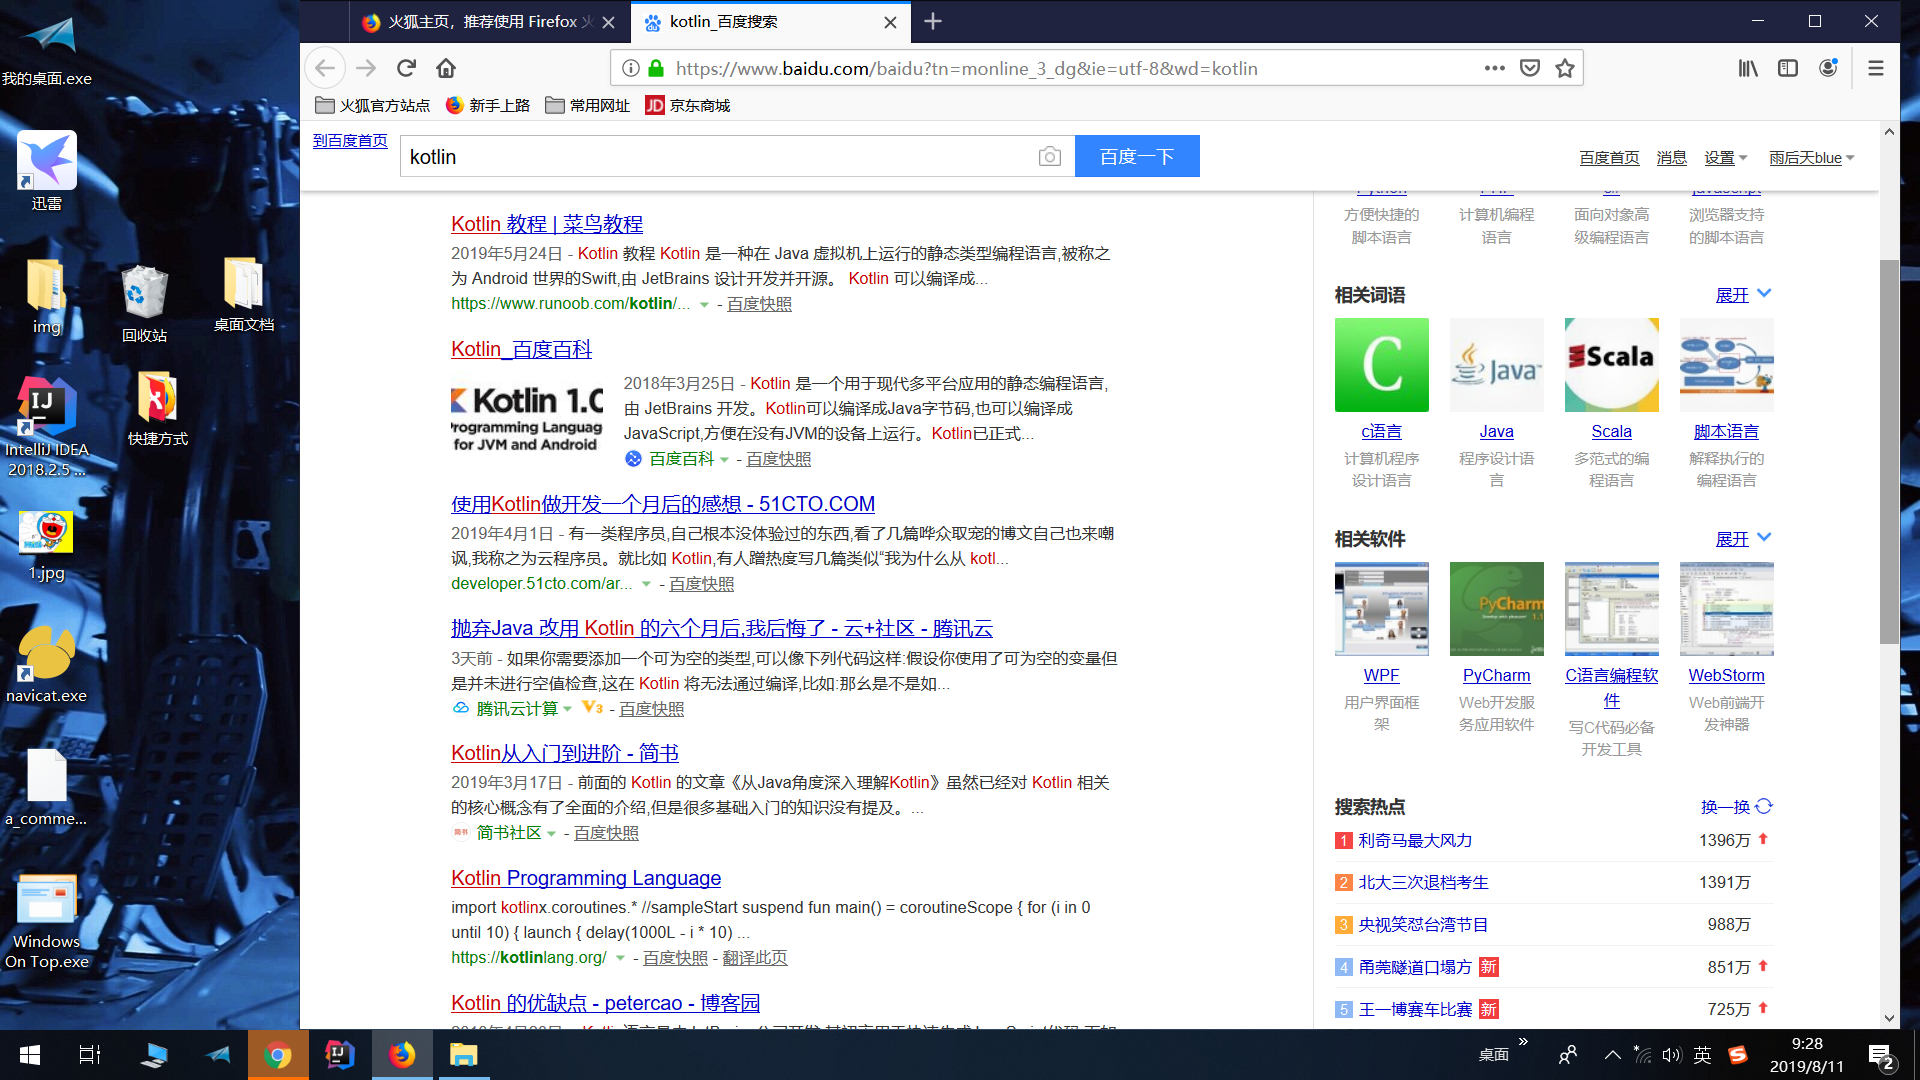 我的桌面.exe
迅雷
img
回收站
桌面文档
IntelliJ IDEA
2018.2.5 ...
快捷方式
1.jpg
navicat.exe
a_comme...
Windows
On Top.exe
火狐主页，推荐使用 Firefox
kotlin_百度搜索
https://www.baidu.com/baidu?tn=monline_3_dg&ie=utf-8&wd=kotlin
火狐官方站点
新手上路
常用网址
JD 京东商城
到百度首页
kotlin
百度一下
百度首页 消息 设置 雨后天blue
Kotlin 教程 | 菜鸟教程
2019年5月24日 - Kotlin 教程 Kotlin 是一种在 Java 虚拟机上运行的静态类型编程语言,被称之
为 Android 世界的Swift,由 JetBrains 设计开发并开源。 Kotlin 可以编译成...
https://www.runoob.com/kotlin/... - 百度快照
Kotlin_百度百科
Kotlin 1.0
Programming Language
for JVM and Android
2018年3月25日 - Kotlin 是一个用于现代多平台应用的静态编程语言,
由 JetBrains 开发。Kotlin可以编译成Java字节码,也可以编译成
JavaScript,方便在没有JVM的设备上运行。Kotlin已正式...
百度百科 - 百度快照
使用Kotlin做开发一个月后的感想 - 51CTO.COM
2019年4月1日 - 有一类程序员,自己根本没体验过的东西,看了几篇哗众取宠的博文自己也来嘲
讽,我称之为云程序员。就比如 Kotlin,有人蹭热度写几篇类似“我为什么从 kotl...
developer.51cto.com/ar... - 百度快照
抛弃Java 改用 Kotlin 的六个月后,我后悔了 - 云+社区 - 腾讯云
3天前 - 如果你需要添加一个可为空的类型,可以像下列代码这样:假设你使用了可为空的变量但
是并未进行空值检查,这在 Kotlin 将无法通过编译,比如:那幺是不是如...
腾讯云计算 V3 - 百度快照
Kotlin从入门到进阶 - 简书
2019年3月17日 - 前面的 Kotlin 的文章《从Java角度深入理解Kotlin》虽然已经对 Kotlin 相关
的核心概念有了全面的介绍,但是很多基础入门的知识没有提及。...
简书 简书社区 - 百度快照
Kotlin Programming Language
import kotlinx.coroutines.* //sampleStart suspend fun main() = coroutineScope { for (i in 0
until 10) { launch { delay(1000L - i * 10) ...
https://kotlinlang.org/ - 百度快照 - 翻译此页
Kotlin 的优缺点 - petercao - 博客园
方便快捷的
脚本语言
计算机编程
语言
面向对象高
级编程语言
浏览器支持
的脚本语言
相关词语 展开
C
Java
Scala
c语言
计算机程序
设计语言
Java
程序设计语
言
Scala
多范式的编
程语言
脚本语言
解释执行的
编程语言
相关软件 展开
PyCharm
WPF
用户界面框
架
PyCharm
Web开发服
务应用软件
C语言编程软
件
写C代码必备
开发工具
WebStorm
Web前端开
发神器
搜索热点 换一换
1 利奇马最大风力 1396万
2 北大三次退档考生 1391万
3 央视笑怼台湾节目 988万
4 甬莞隧道口塌方 新 851万
5 王一博赛车比赛 新 725万
桌面
英
9:28
2019/8/11
2